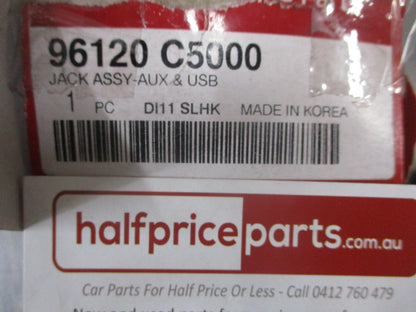 96120 C5000
JACK ASSY-AUX & USB
1 PC DI11 SLHK MADE IN KOREA
halfpriceparts.com.au
Car Parts For Half Price Or Less - Call 0412 760 479